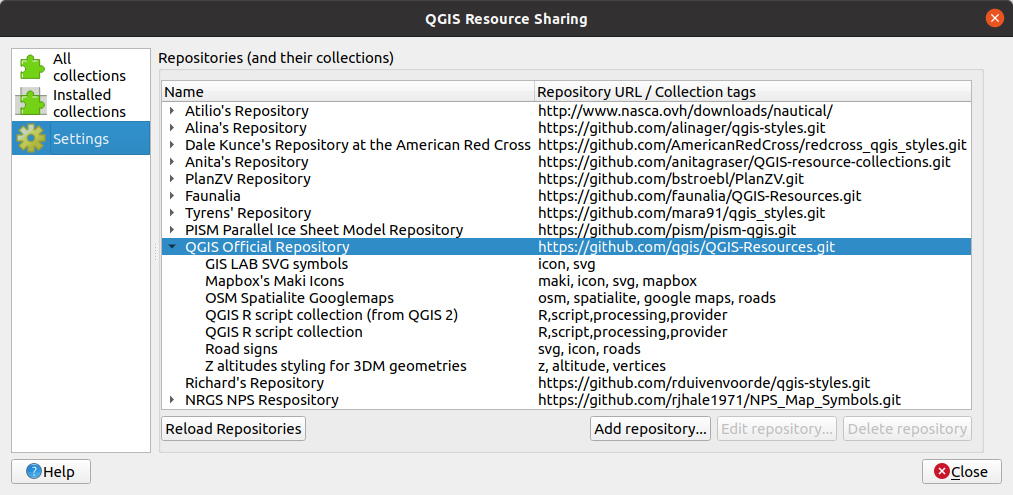 QGIS Resource Sharing
All
collections
Installed
collections
Settings
Repositories (and their collections)
Name Repository URL / Collection tags
Atilio's Repository http://www.nasca.ovh/downloads/nautical/
Alina's Repository https://github.com/alinager/qgis-styles.git
Dale Kunce's Repository at the American Red Cross https://github.com/AmericanRedCross/redcross_qgis_styles.git
Anita's Repository https://github.com/anitagraser/QGIS-resource-collections.git
PlanZV Repository https://github.com/bstroebl/PlanZV.git
Faunalia https://github.com/faunalia/QGIS-Resources.git
Tyrens' Repository https://github.com/mara91/qgis_styles.git
PISM Parallel Ice Sheet Model Repository https://github.com/pism/pism-qgis.git
QGIS Official Repository https://github.com/qgis/QGIS-Resources.git
GIS LAB SVG symbols icon, svg
Mapbox's Maki Icons maki, icon, svg, mapbox
OSM Spatialite Googlemaps osm, spatialite, google maps, roads
QGIS R script collection (from QGIS 2) R,script,processing,provider
QGIS R script collection R,script,processing,provider
Road signs svg, icon, roads
Z altitudes styling for 3DM geometries z, altitude, vertices
Richard's Repository https://github.com/rduivenvoorde/qgis-styles.git
NRGS NPS Respository https://github.com/rjhale1971/NPS_Map_Symbols.git
Reload Repositories Add repository... Edit repository... Delete repository
Help Close